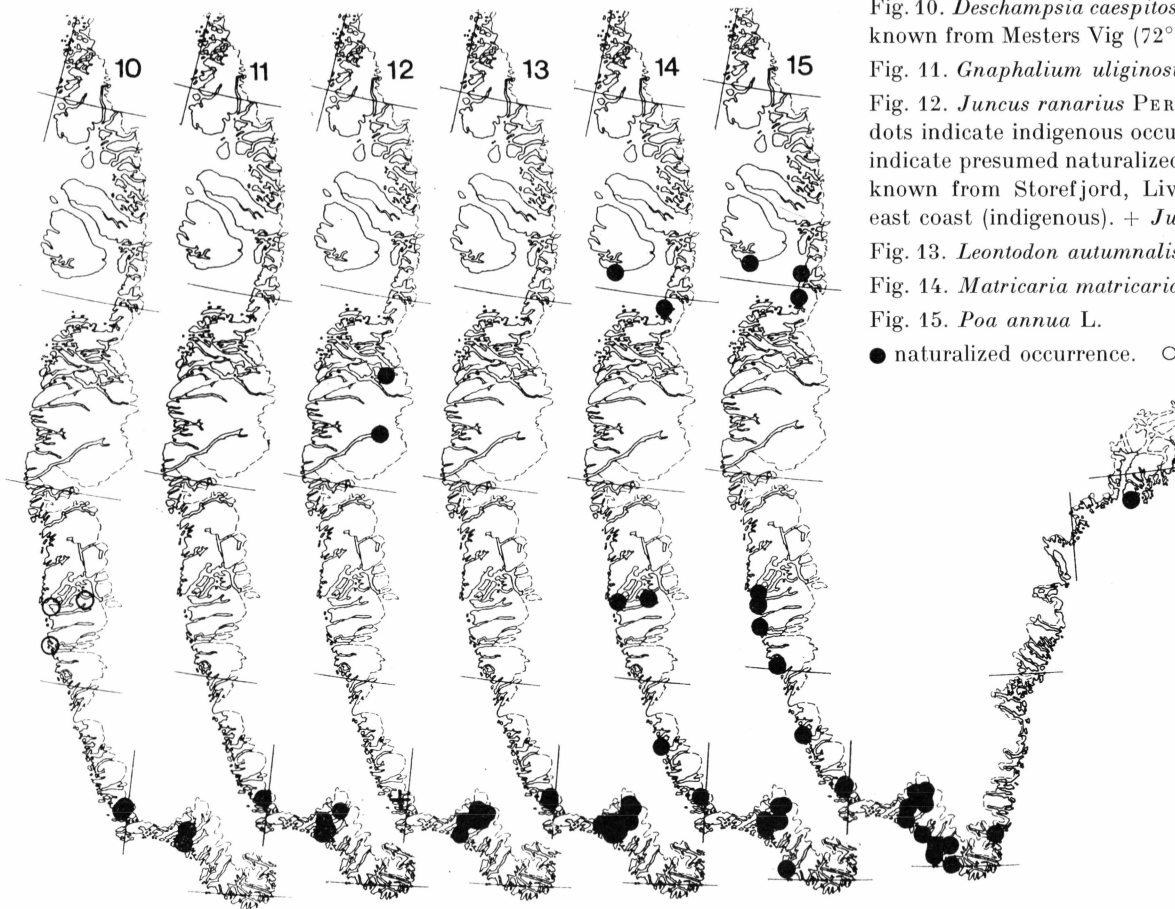 10 11 12 13 14 15
Fig. 10. Deschampsia caespitos
known from Mesters Vig (72°
Fig. 11. Gnaphalium uliginos
Fig. 12. Juncus ranarius PER
dots indicate indigenous occu
indicate presumed naturalized
known from Storefjord, Liv
east coast (indigenous). + Ju
Fig. 13. Leontodon autumnalis
Fig. 14. Matricaria matricario
Fig. 15. Poa annua L.
● naturalized occurrence. ○